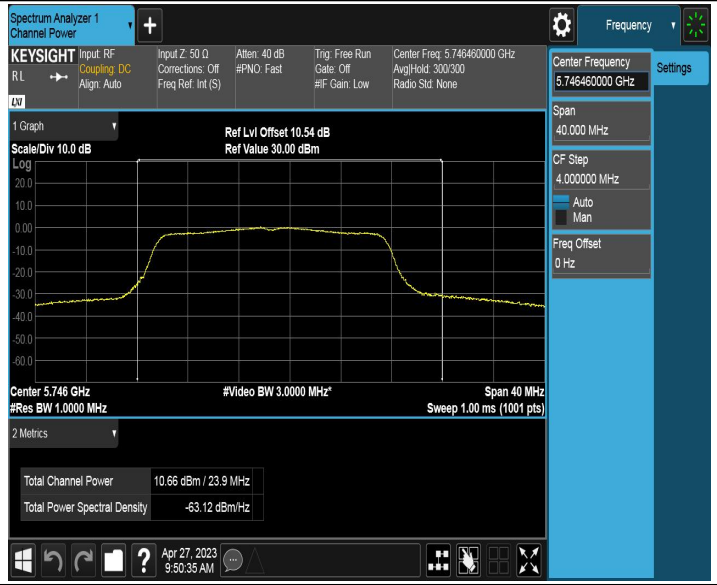 Spectrum Analyzer 1
Channel Power
Frequency
KEYSIGHT
RL
LXI
Input: RF
Coupling: DC
Align: Auto
Input Z: 50 Ω
Corrections: Off
Freq Ref: Int (S)
Atten: 40 dB
#PNO: Fast
Trig: Free Run
Gate: Off
#IF Gain: Low
Center Freq: 5.746460000 GHz
Avg|Hold: 300/300
Radio Std: None
Center Frequency
5.746460000 GHz
Settings
Span
40.000 MHz
CF Step
4.000000 MHz
Auto
Man
Freq Offset
0 Hz
1 Graph
Scale/Div 10.0 dB
Ref Lvl Offset 10.54 dB
Ref Value 30.00 dBm
Log
20.0
10.0
0.00
-10.0
-20.0
-30.0
-40.0
-50.0
-60.0
Center 5.746 GHz
#Res BW 1.0000 MHz
#Video BW 3.0000 MHz*
Span 40 MHz
Sweep 1.00 ms (1001 pts)
2 Metrics
Total Channel Power 10.66 dBm / 23.9 MHz
Total Power Spectral Density -63.12 dBm/Hz
?
Apr 27, 2023
9:50:35 AM